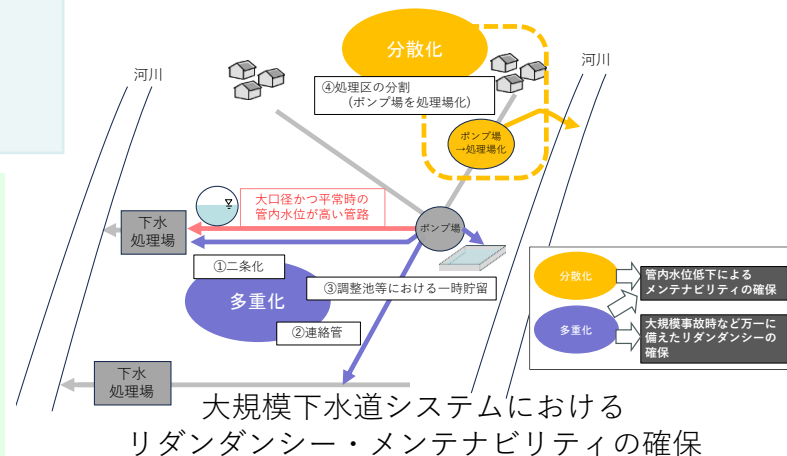 分散化
河川
河川
④処理区の分割
(ポンプ場を処理場化)
ポンプ場
→処理場化
大口径かつ平常時の
管内水位が高い管路
下水
処理場
ポンプ場
①二条化
③調整池等における一時貯留
多重化
②連絡管
分散化
管内水位低下による
メンテナビリティの確保
多重化
大規模事故時など万一に
備えたリダンダンシーの
確保
下水
処理場
大規模下水道システムにおける
リダンダンシー・メンテナビリティの確保